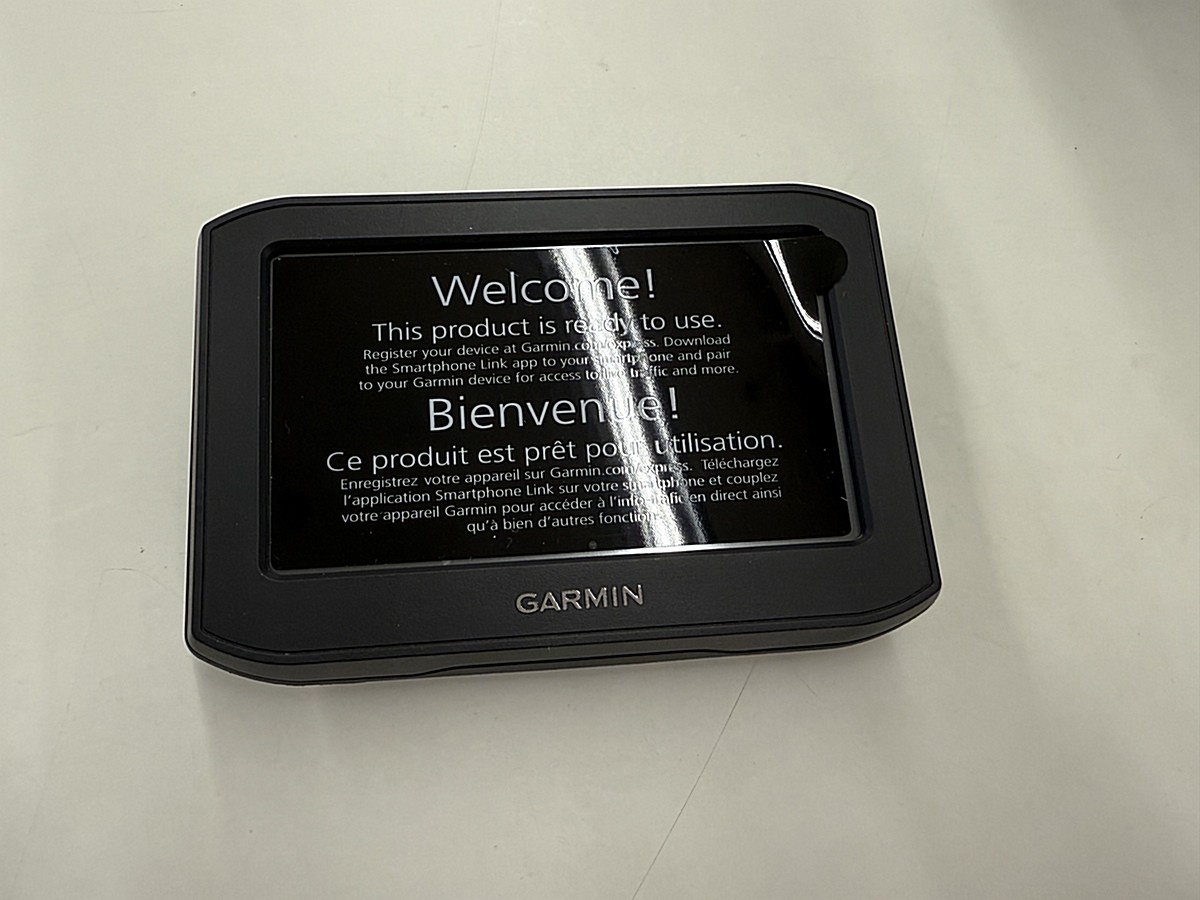 Welcome!
This product is ready to use.
Register your device at Garmin.com/express. Download
the Smartphone Link app to your smartphone and pair
to your Garmin device for access to live traffic and more.
Bienvenue!
Ce produit est prêt pour utilisation.
Enregistrez votre appareil sur Garmin.com/express. Téléchargez
l'application Smartphone Link sur votre smartphone et couplez
votre appareil Garmin pour accéder à l'info-trafic en direct ainsi
qu'à bien d'autres fonctions.
GARMIN